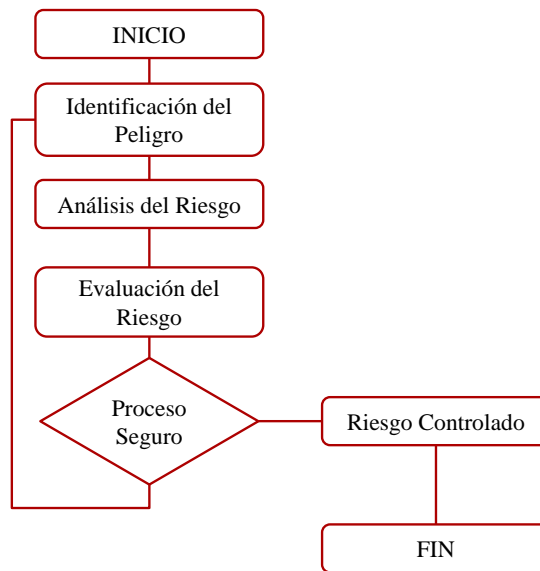 INICIO
Identificación del
Peligro
Análisis del Riesgo
Evaluación del
Riesgo
Proceso
Seguro
Riesgo Controlado
FIN